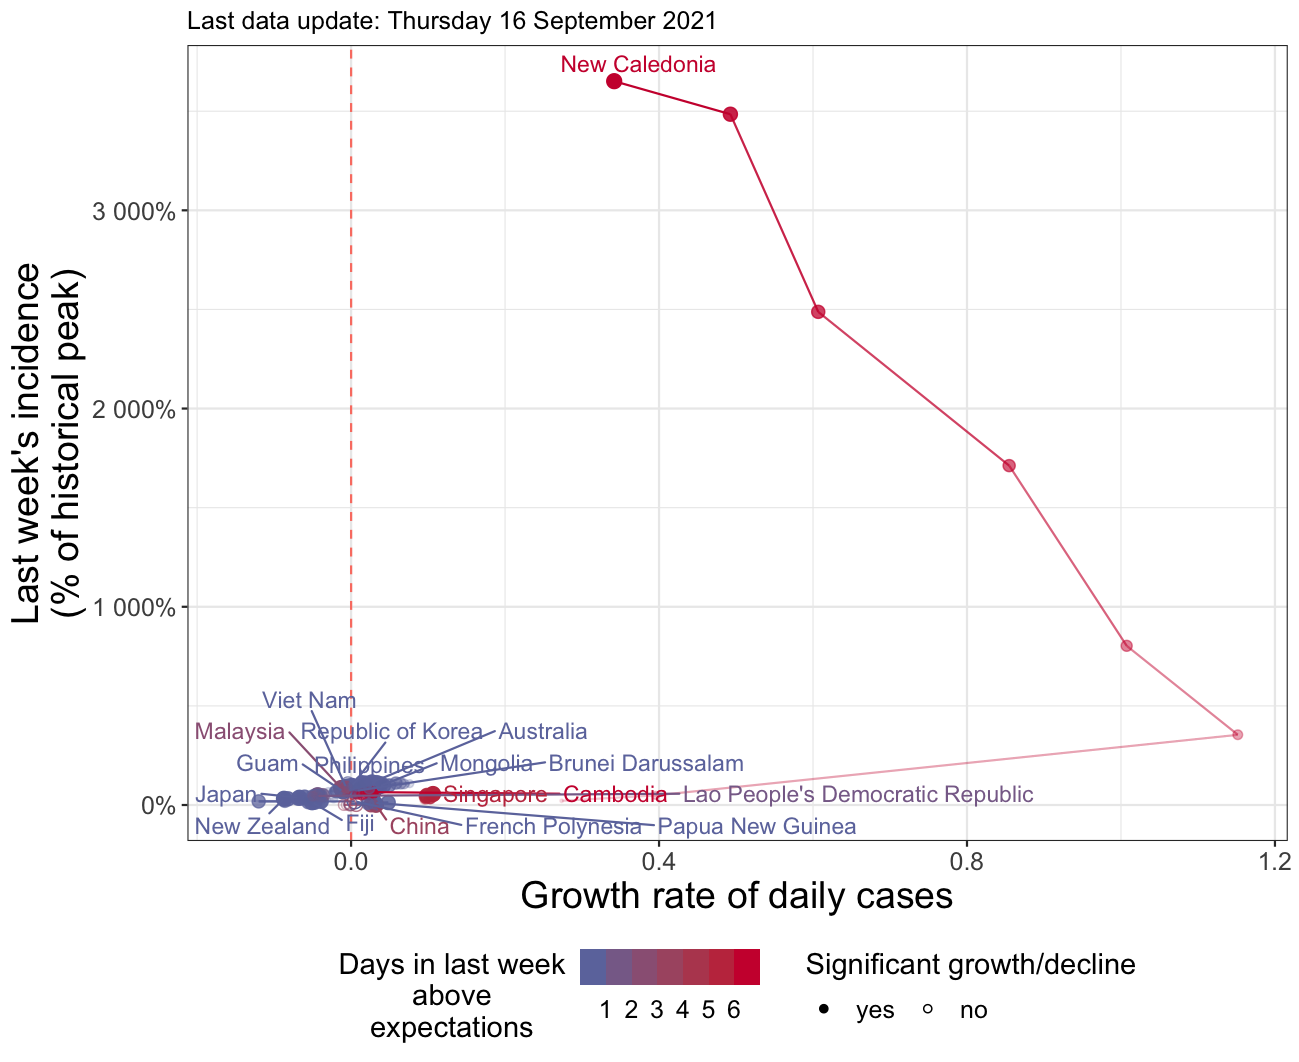 Last data update: Thursday 16 September 2021
New Caledonia
Last week's incidence
(% of historical peak)
3 000%
2 000%
1 000%
0%
Viet Nam
Malaysia
Republic of Korea
Australia
Guam
Philippines
Mongolia
Brunei Darussalam
Japan
Singapore
Cambodia
Lao People's Democratic Republic
New Zealand
Fiji
China
French Polynesia
Papua New Guinea
0.0
0.4
0.8
1.2
Growth rate of daily cases
Days in last week
above
expectations
1 2 3 4 5 6
Significant growth/decline
yes
no